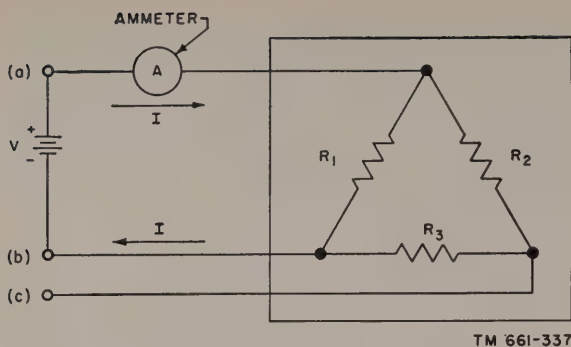 AMMETER
(a)
A
I
V
+
-
R1
R2
R3
I
(b)
(c)
TM 661-337